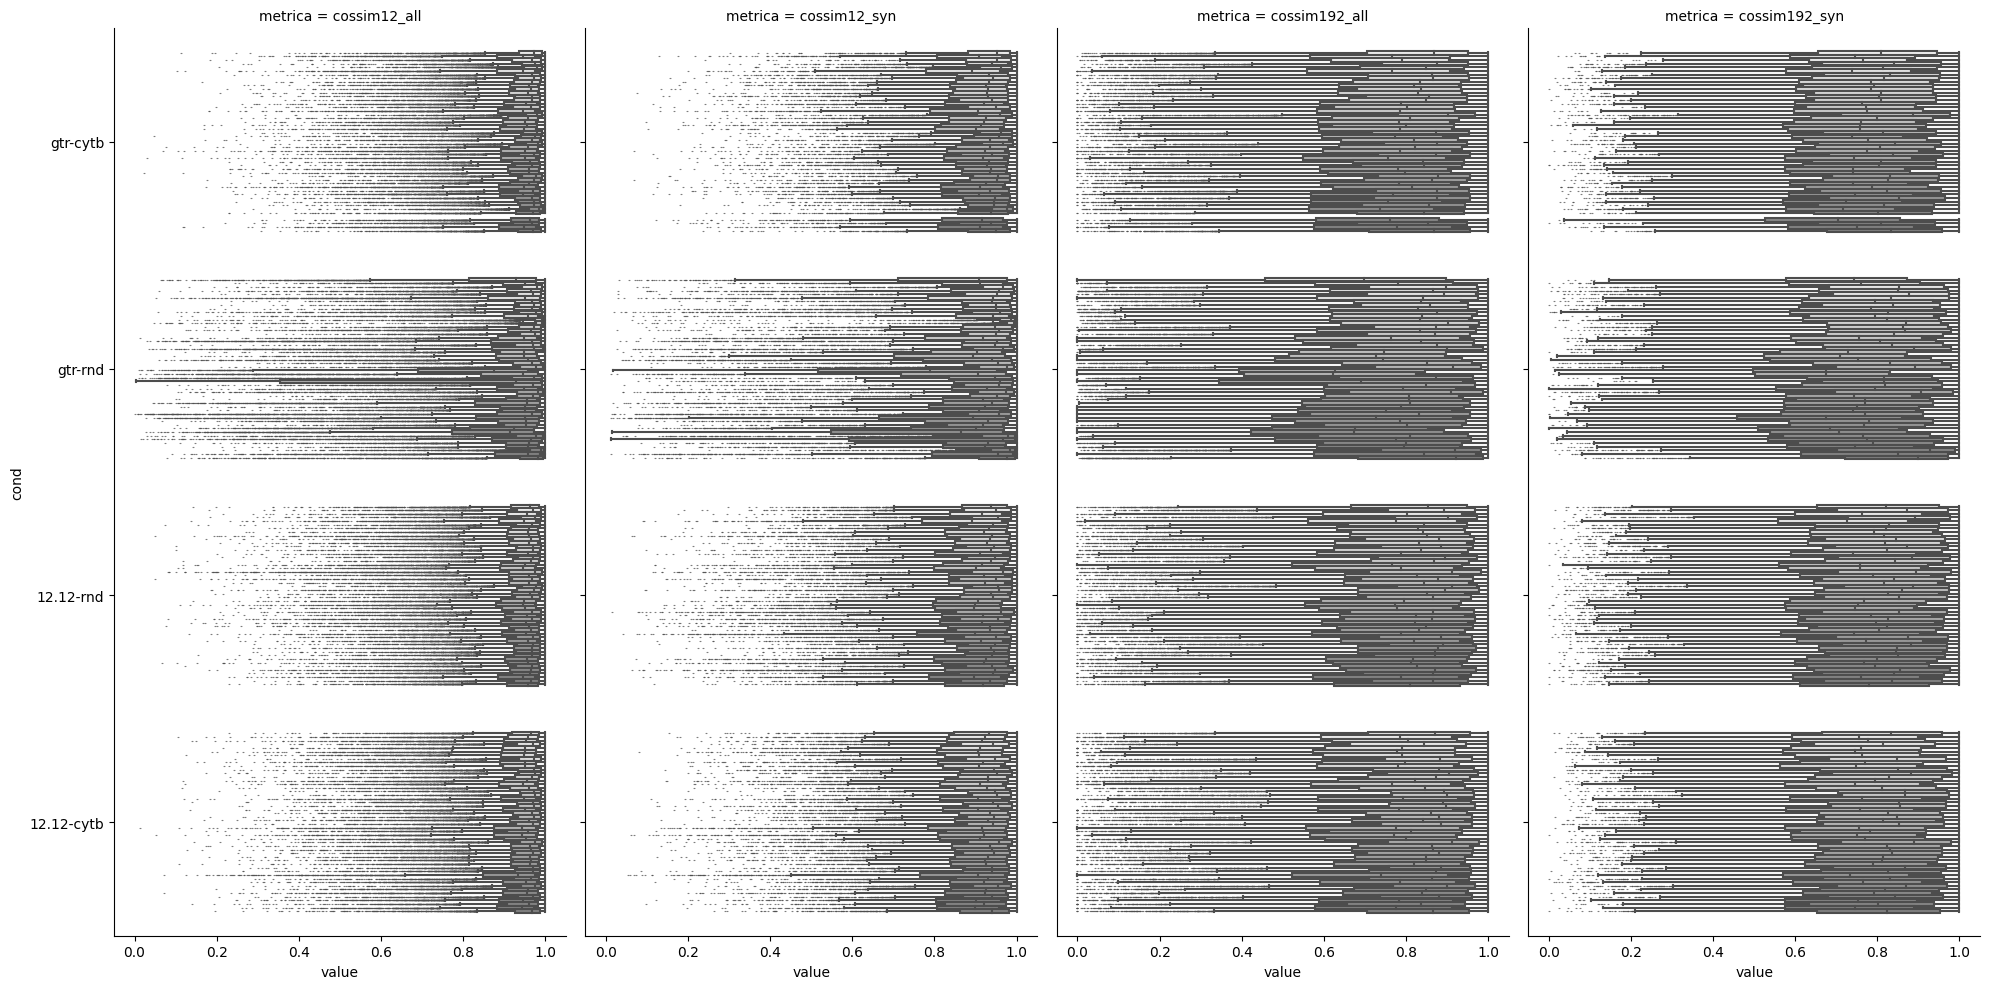 metrica = cossim12_all
metrica = cossim12_syn
metrica = cossim192_all
metrica = cossim192_syn
cond
gtr-cytb
gtr-rnd
12.12-rnd
12.12-cytb
0.0 0.2 0.4 0.6 0.8 1.0
0.0 0.2 0.4 0.6 0.8 1.0
0.0 0.2 0.4 0.6 0.8 1.0
0.0 0.2 0.4 0.6 0.8 1.0
value
value
value
value